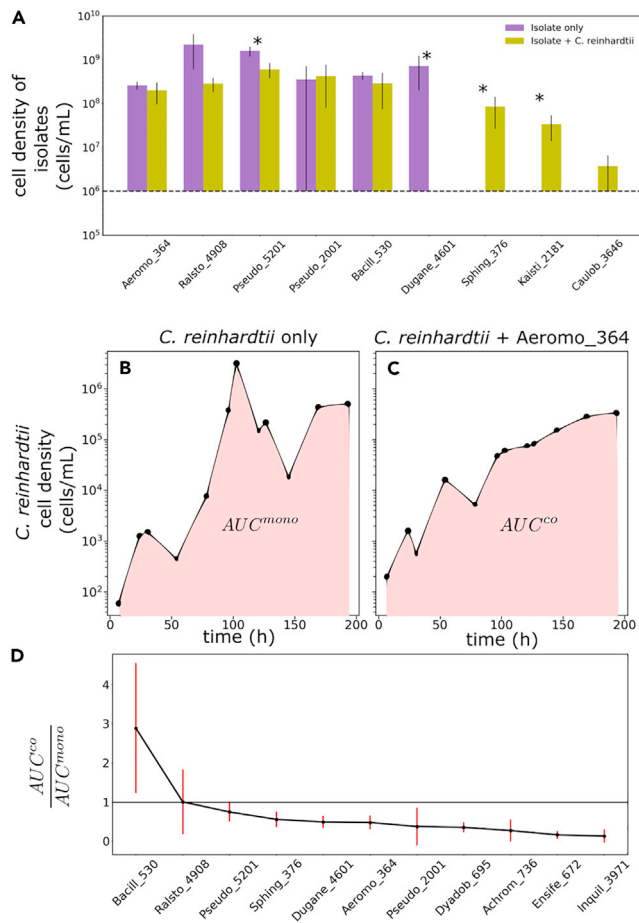 A
Isolate only
Isolate + C. reinhardtii
cell density of
isolates
(cells/mL)
10^10
10^9
10^8
10^7
10^6
10^5
Aeromo_364
Ralsto_4908
Pseudo_5201
Pseudo_2001
Bacill_530
Dugane_4601
Sphing_376
Kaisti_2181
Caulob_3646
*
*
*
*
C. reinhardtii only
C. reinhardtii + Aeromo_364
B
C
C. reinhardtii
cell density
(cells/mL)
10^6
10^5
10^4
10^3
10^2
AUC^mono
AUC^co
0 50 100 150 200
0 50 100 150 200
time (h)
time (h)
D
AUC^co
AUC^mono
4
3
2
1
0
Bacill_530
Ralsto_4908
Pseudo_5201
Sphing_376
Dugane_4601
Aeromo_364
Pseudo_2001
Dyadob_695
Achrom_736
Ensife_672
Inquil_3971